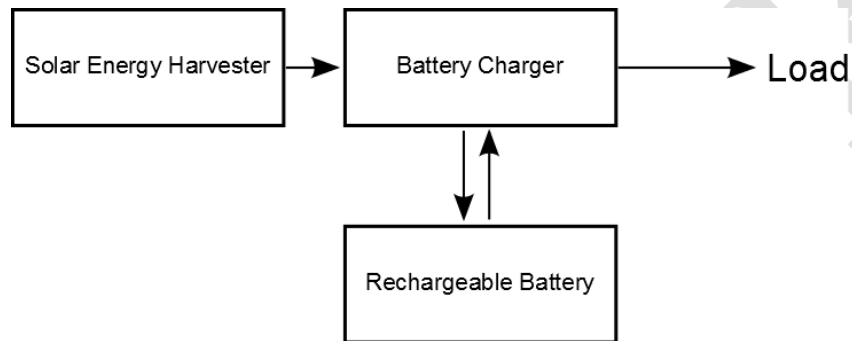 Solar Energy Harvester
Battery Charger
Load
Rechargeable Battery